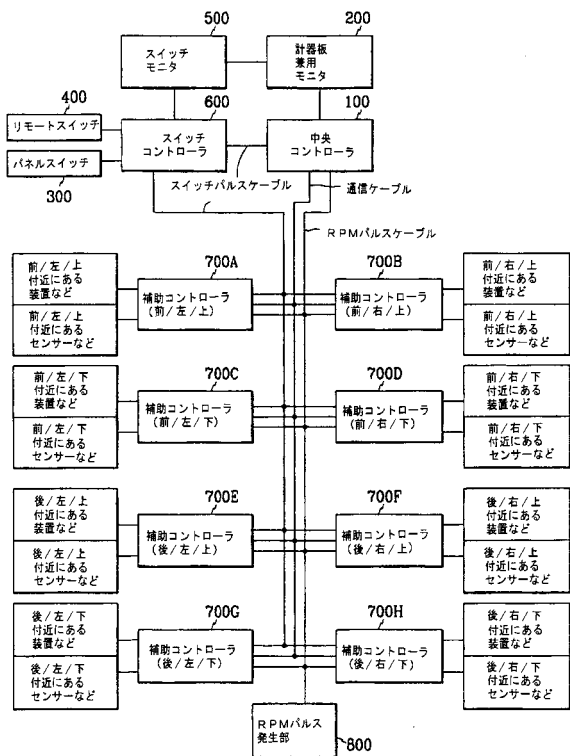 500
200
スイッチ
モニタ
計器板
兼用
モニタ
400
600
100
リモートスイッチ
スイッチ
コントローラ
中央
コントローラ
パネルスイッチ
300
スイッチパルスケーブル
通信ケーブル
RPMパルスケーブル
700A
700B
前/左/上
付近にある
装置など
前/左/上
付近にある
センサーなど
補助コントローラ
(前/左/上)
補助コントローラ
(前/右/上)
前/右/上
付近にある
装置など
前/右/上
付近にある
センサーなど
700C
700D
前/左/下
付近にある
装置など
前/左/下
付近にある
センサーなど
補助コントローラ
(前/左/下)
補助コントローラ
(前/右/下)
前/右/下
付近にある
装置など
前/右/下
付近にある
センサーなど
700E
700F
後/左/上
付近にある
装置など
後/左/上
付近にある
センサーなど
補助コントローラ
(後/左/上)
補助コントローラ
(後/右/上)
後/右/上
付近にある
装置など
後/右/上
付近にある
センサーなど
700G
700H
後/左/下
付近にある
装置など
後/左/下
付近にある
センサーなど
補助コントローラ
(後/左/下)
補助コントローラ
(後/右/下)
後/右/下
付近にある
装置など
後/右/下
付近にある
センサーなど
RPMパルス
発生部
800